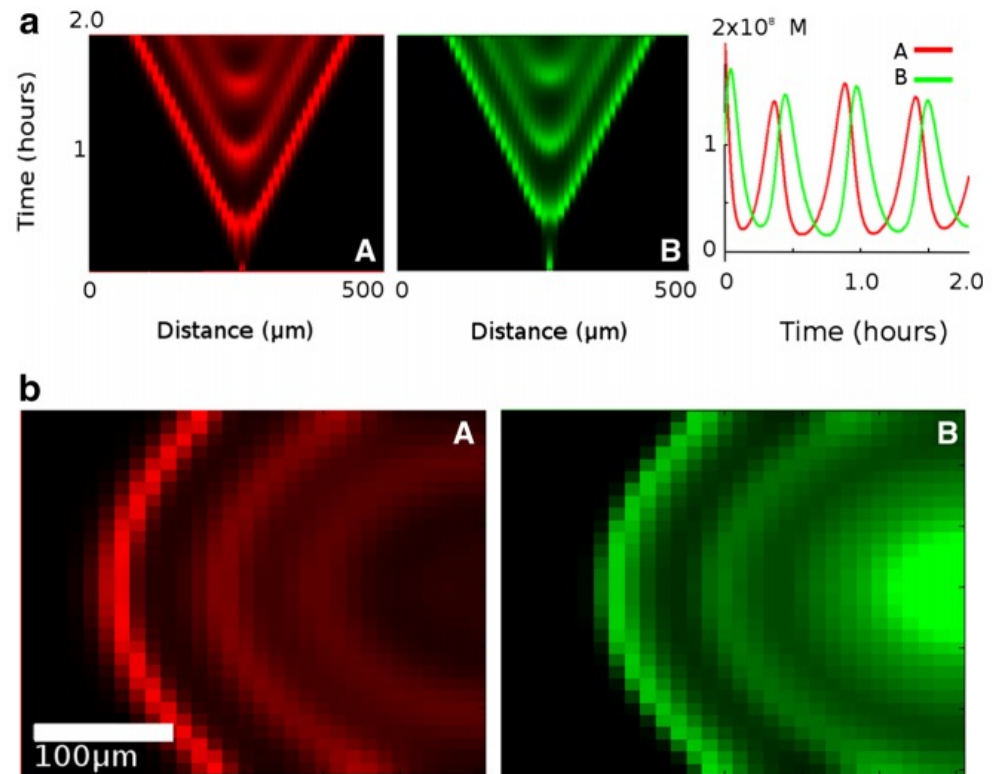 a
2.0
1
Time (hours)
A
0
500
Distance (µm)
B
0
500
Distance (µm)
2x10⁸ M
A
B
1
0
0
1.0
2.0
Time (hours)
b
A
100µm
B